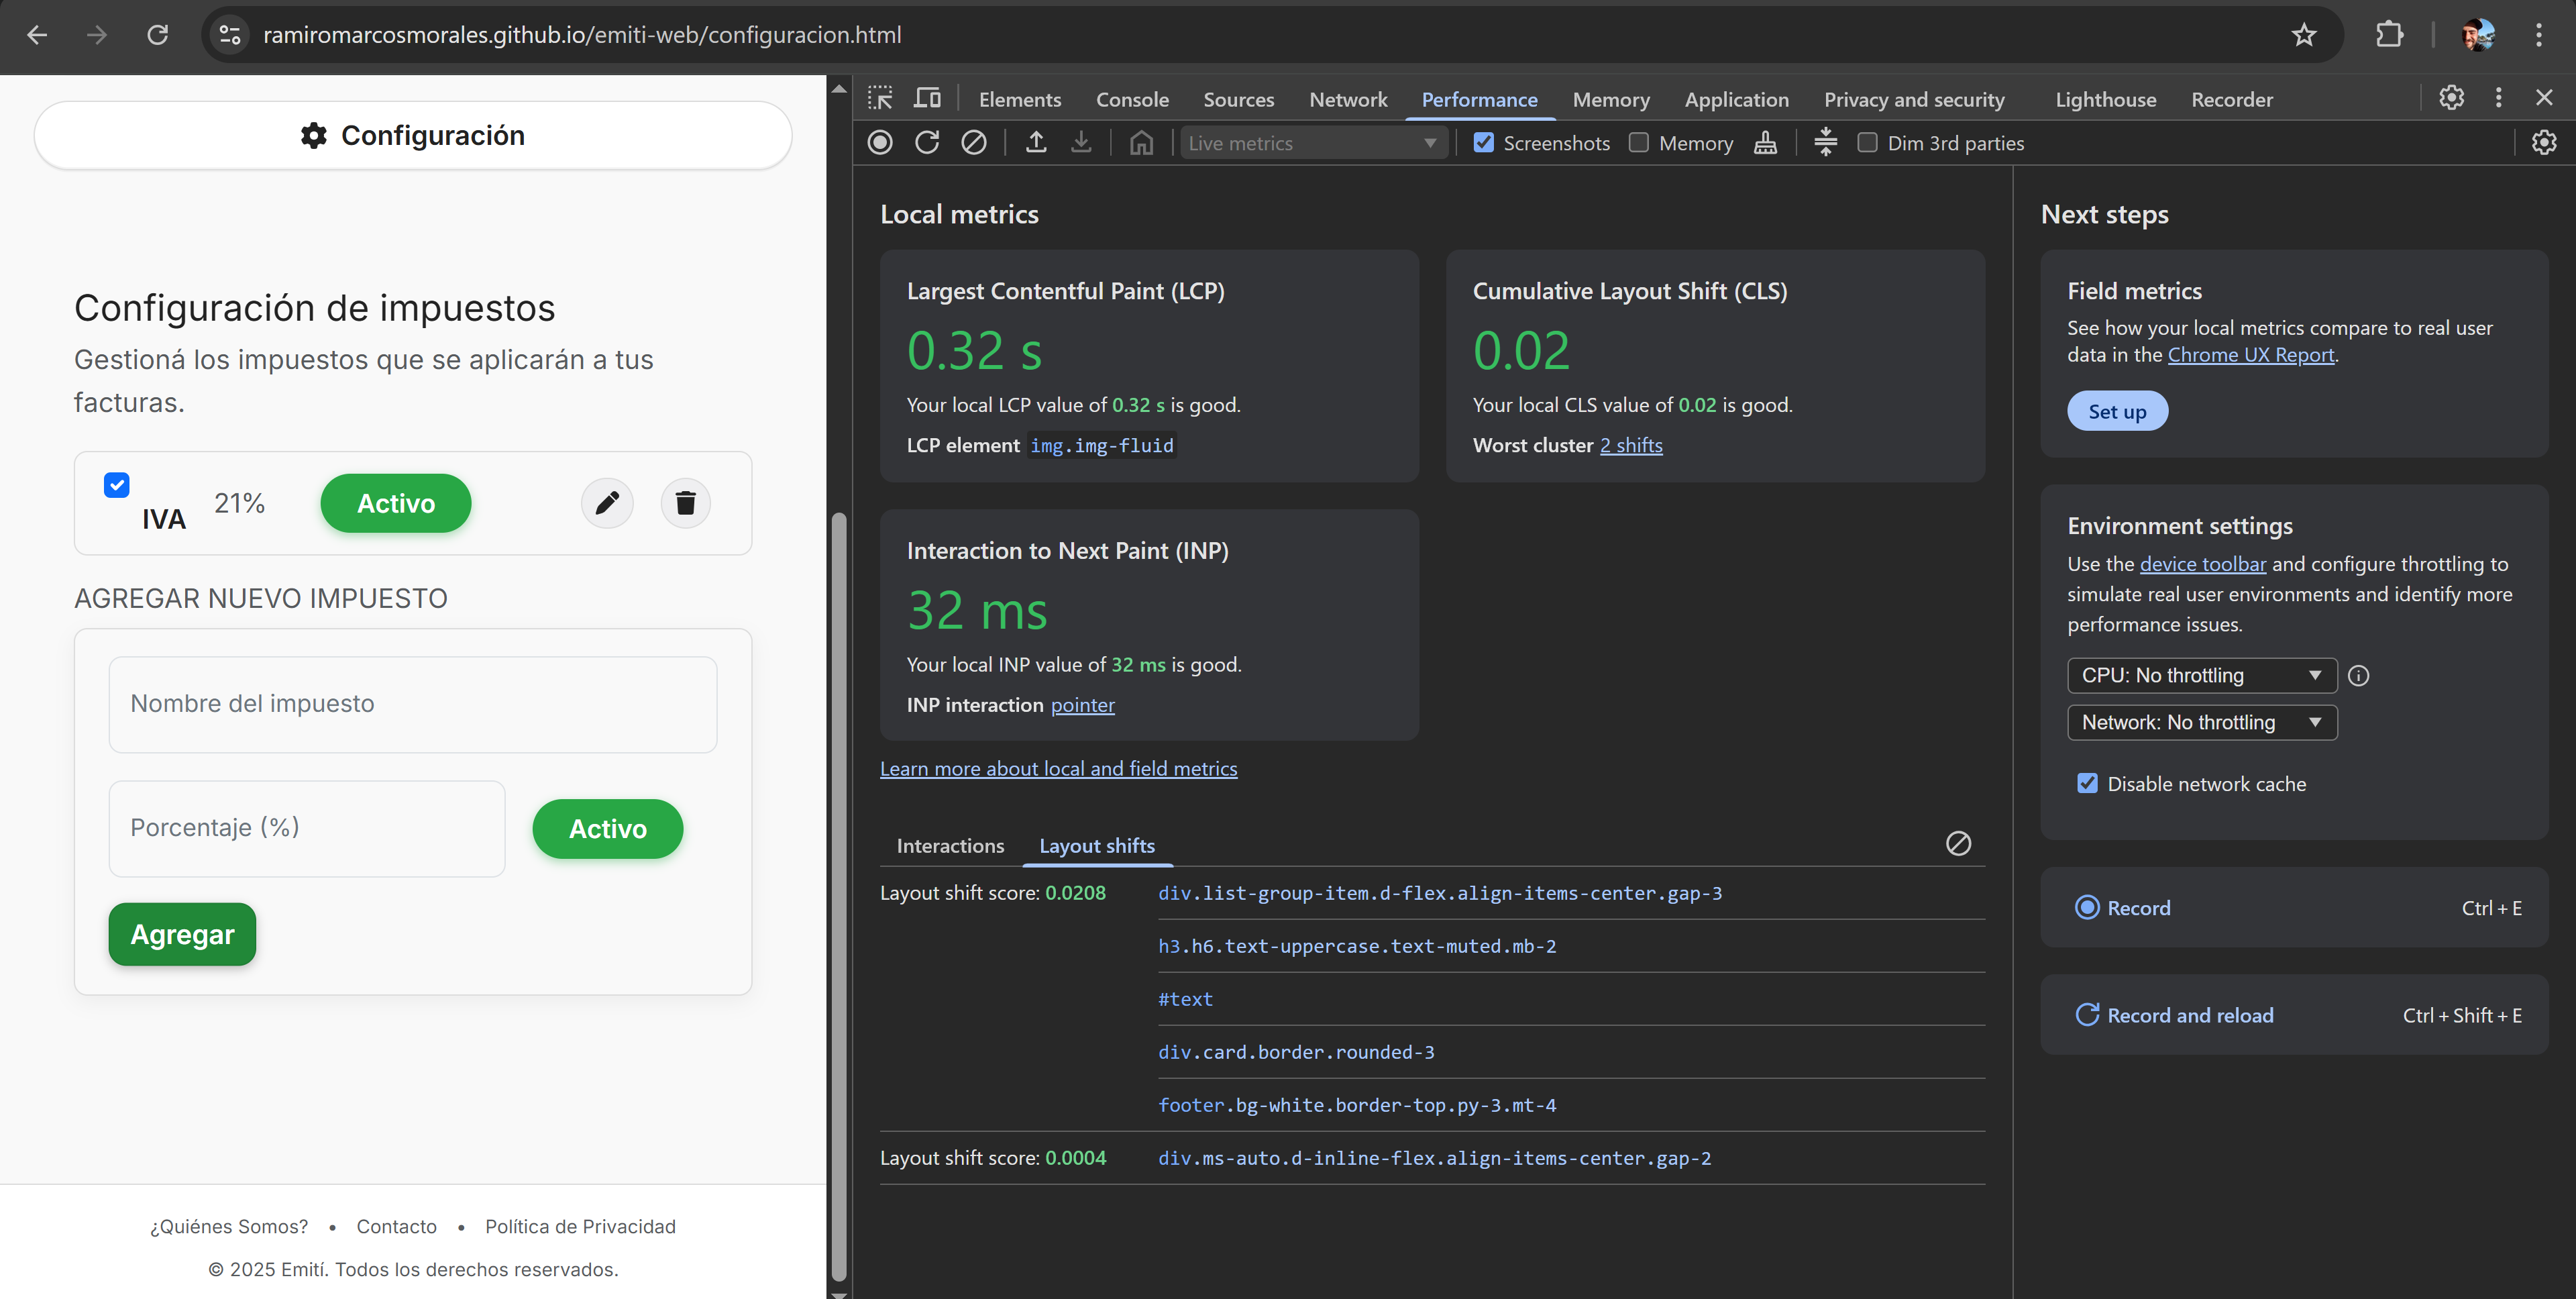 ramiromarcosmorales.github.io/emiti-web/configuracion.html
Configuración
Configuración de impuestos
Gestioná los impuestos que se aplicarán a tus
facturas.
IVA
21%
Activo
AGREGAR NUEVO IMPUESTO
Nombre del impuesto
Porcentaje (%)
Activo
Agregar
¿Quiénes Somos? • Contacto • Política de Privacidad
© 2025 Emití. Todos los derechos reservados.
Elements Console Sources Network Performance Memory Application Privacy and security Lighthouse Recorder
Live metrics Screenshots Memory Dim 3rd parties
Local metrics
Largest Contentful Paint (LCP)
0.32 s
Your local LCP value of 0.32 s is good.
LCP element img.img-fluid
Cumulative Layout Shift (CLS)
0.02
Your local CLS value of 0.02 is good.
Worst cluster 2 shifts
Interaction to Next Paint (INP)
32 ms
Your local INP value of 32 ms is good.
INP interaction pointer
Learn more about local and field metrics
Interactions Layout shifts
Layout shift score: 0.0208 div.list-group-item.d-flex.align-items-center.gap-3
h3.h6.text-uppercase.text-muted.mb-2
#text
div.card.border.rounded-3
footer.bg-white.border-top.py-3.mt-4
Layout shift score: 0.0004 div.ms-auto.d-inline-flex.align-items-center.gap-2
Next steps
Field metrics
See how your local metrics compare to real user
data in the Chrome UX Report.
Set up
Environment settings
Use the device toolbar and configure throttling to
simulate real user environments and identify more
performance issues.
CPU: No throttling
Network: No throttling
Disable network cache
Record Ctrl + E
Record and reload Ctrl + Shift + E